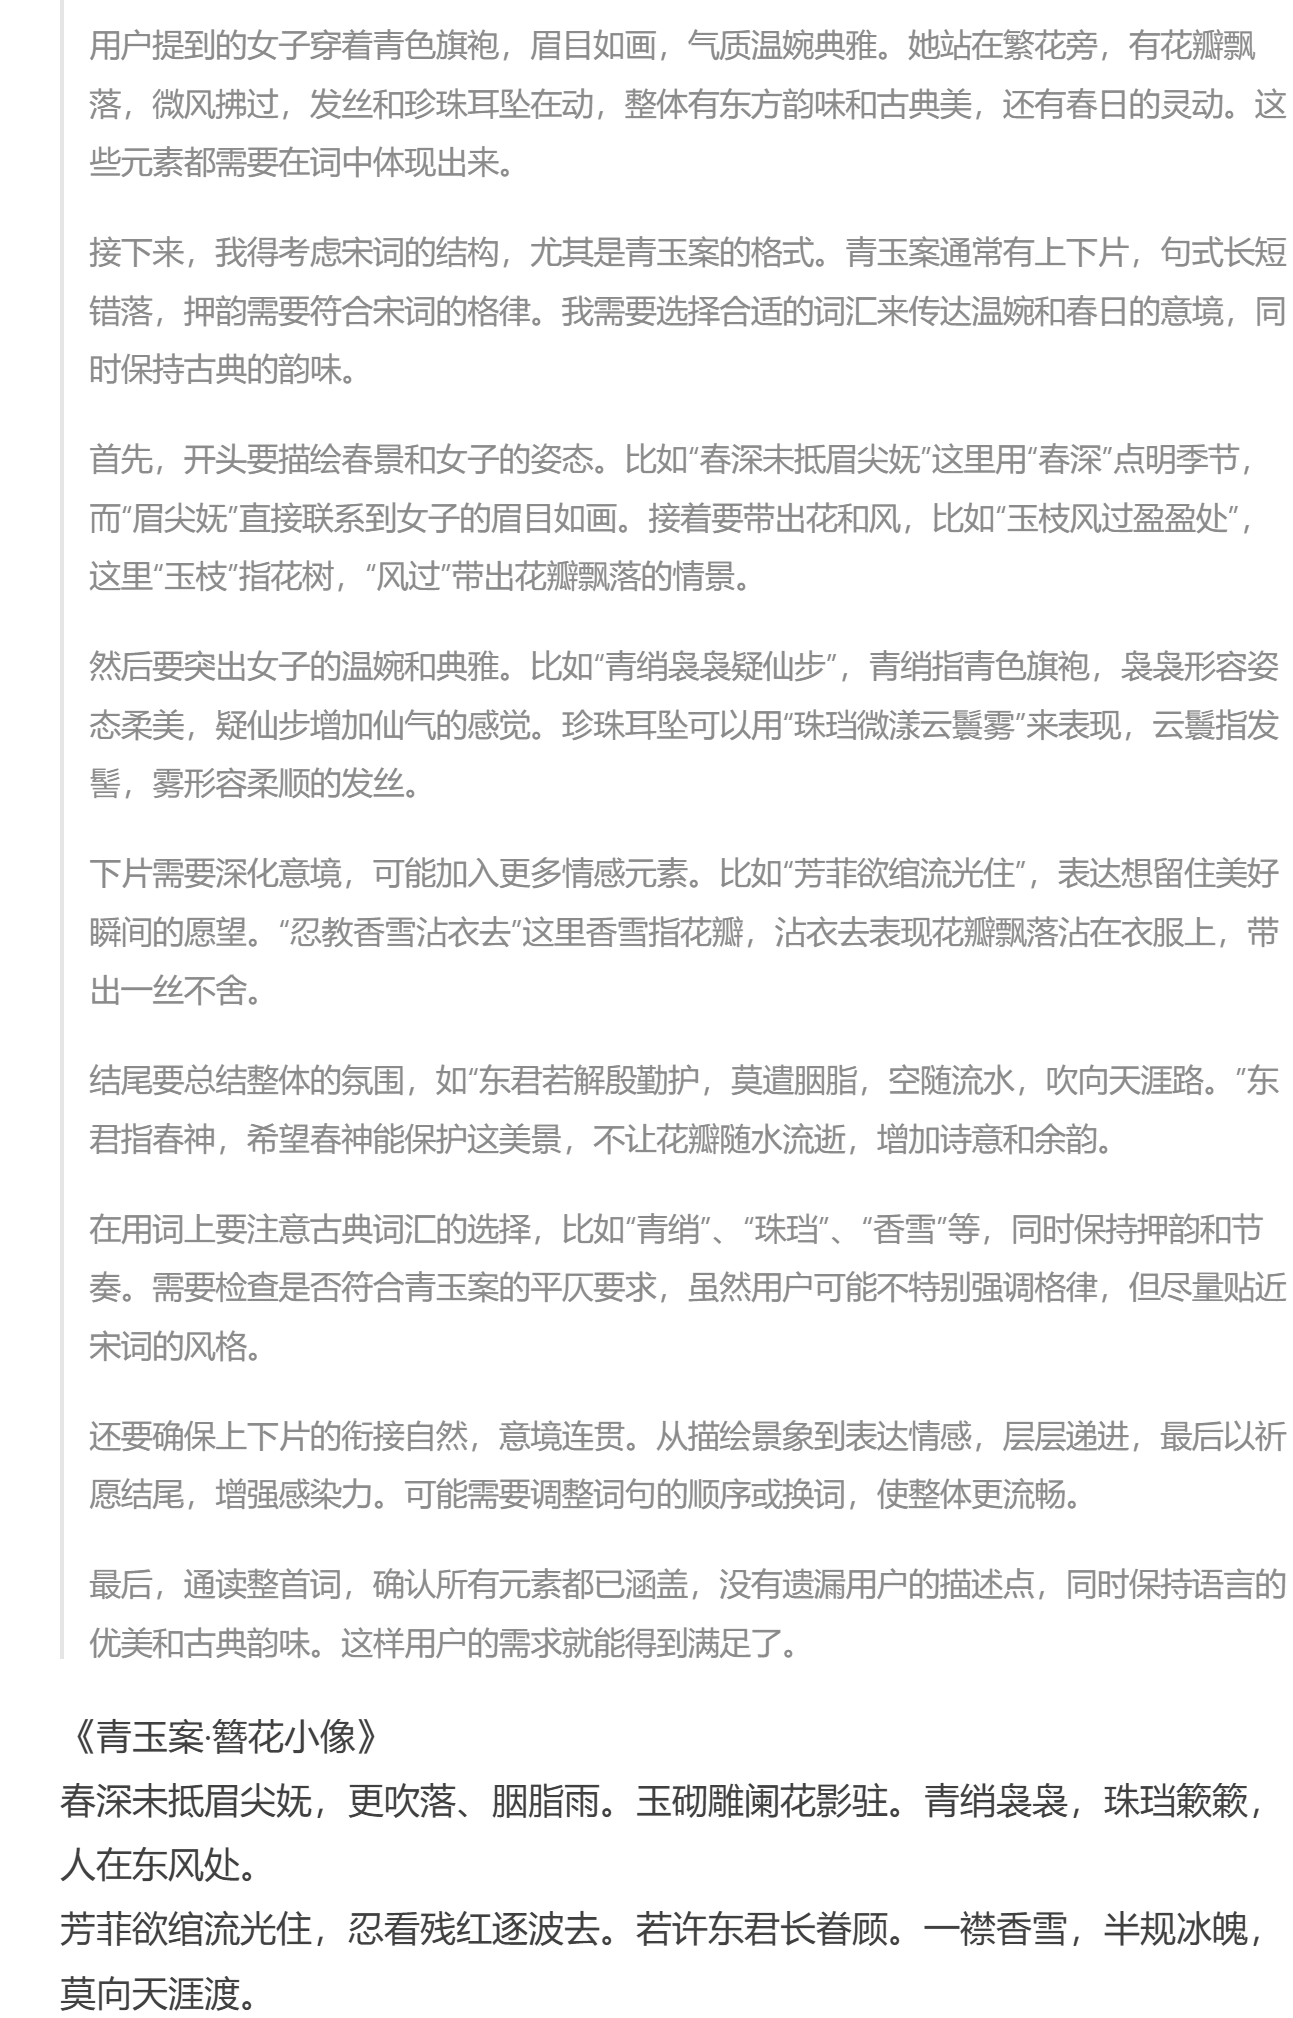 用户提到的女子穿着青色旗袍，眉目如画，气质温婉典雅。她站在繁花旁，有花瓣飘
落，微风拂过，发丝和珍珠耳坠在动，整体有东方韵味和古典美，还有春日的灵动。这
些元素都需要在词中体现出来。
接下来，我得考虑宋词的结构，尤其是青玉案的格式。青玉案通常有上下片，句式长短
错落，押韵需要符合宋词的格律。我需要选择合适的词汇来传达温婉和春日的意境，同
时保持古典的韵味。
首先，开头要描绘春景和女子的姿态。比如“春深未抵眉尖妩”这里用“春深”点明季节，
而“眉尖妩”直接联系到女子的眉目如画。接着要带出花和风，比如“玉枝风过盈盈处”，
这里“玉枝”指花树，“风过”带出花瓣飘落的情景。
然后要突出女子的温婉和典雅。比如“青绡袅袅疑仙步”，青绡指青色旗袍，袅袅形容姿
态柔美，疑仙步增加仙气的感觉。珍珠耳坠可以用“珠珰微漾云鬟雾”来表现，云鬟指发
髻，雾形容柔顺的发丝。
下片需要深化意境，可能加入更多情感元素。比如“芳菲欲绾流光住”，表达想留住美好
瞬间的愿望。“忍教香雪沾衣去”这里香雪指花瓣，沾衣去表现花瓣飘落沾在衣服上，带
出一丝不舍。
结尾要总结整体的氛围，如“东君若解殷勤护，莫遣胭脂，空随流水，吹向天涯路。”东
君指春神，希望春神能保护这美景，不让花瓣随水流逝，增加诗意和余韵。
在用词上要注意古典词汇的选择，比如“青绡”、“珠珰”、“香雪”等，同时保持押韵和节
奏。需要检查是否符合青玉案的平仄要求，虽然用户可能不特别强调格律，但尽量贴近
宋词的风格。
还要确保上下片的衔接自然，意境连贯。从描绘景象到表达情感，层层递进，最后以祈
愿结尾，增强感染力。可能需要调整词句的顺序或换词，使整体更流畅。
最后，通读整首词，确认所有元素都已涵盖，没有遗漏用户的描述点，同时保持语言的
优美和古典韵味。这样用户的需求就能得到满足了。
《青玉案·簪花小像》
春深未抵眉尖妩，更吹落、胭脂雨。玉砌雕阑花影驻。青绡袅袅，珠珰簌簌，
人在东风处。
芳菲欲绾流光住，忍看残红逐波去。若许东君长眷顾。一襟香雪，半规冰魄，
莫向天涯渡。